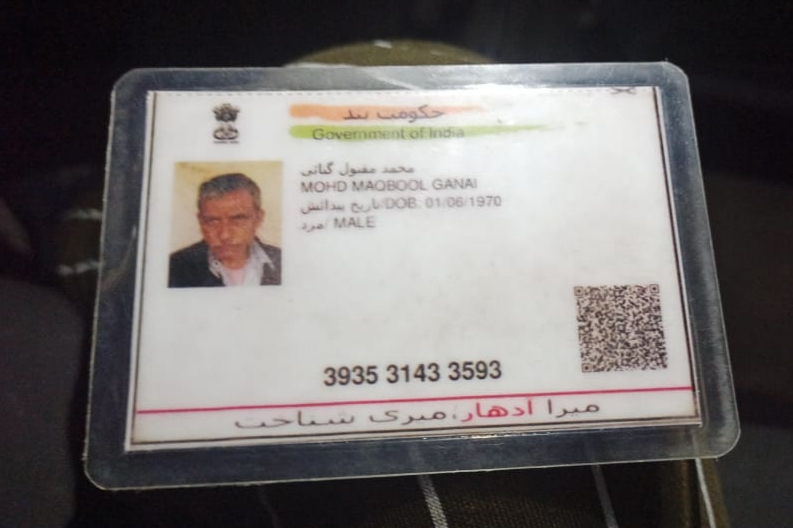 حکومت ہند
Government of India
محمد مقبول گنائی
MOHD MAQBOOL GANAI
تاریخ پیدائش/DOB: 01/06/1970
مرد/ MALE
3935 3143 3593
میرا آدھار، میری شناخت